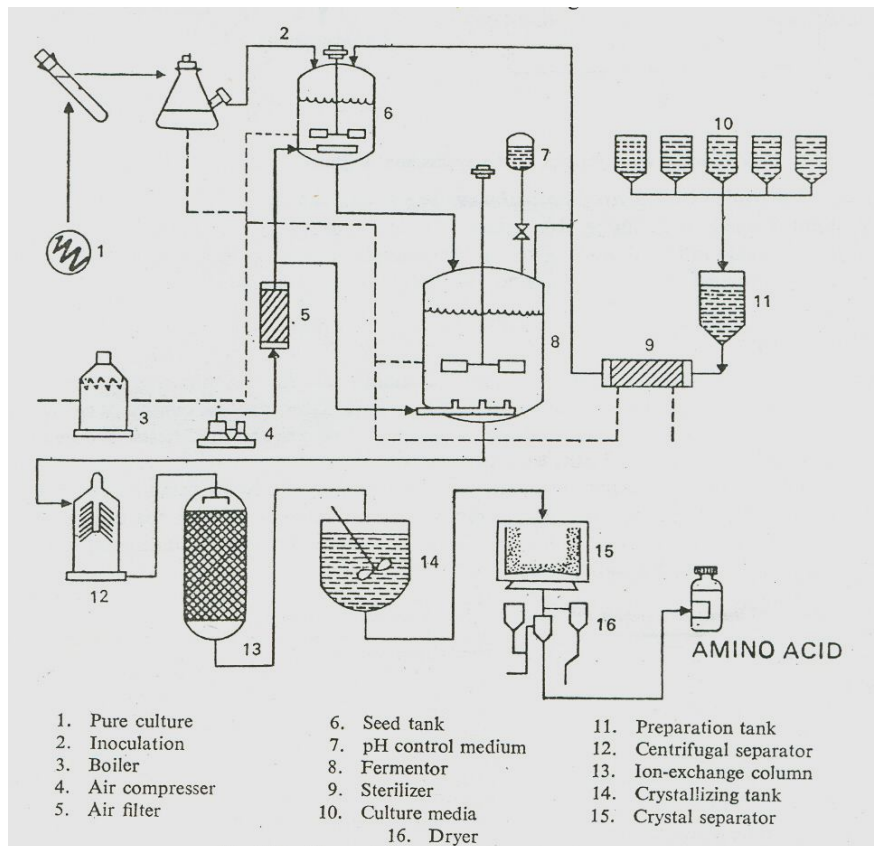 2
6
10
7
1
11
5
8
9
3
4
14
15
12
13
16
AMINO ACID
1. Pure culture
2. Inoculation
3. Boiler
4. Air compresser
5. Air filter
6. Seed tank
7. pH control medium
8. Fermentor
9. Sterilizer
10. Culture media
16. Dryer
11. Preparation tank
12. Centrifugal separator
13. Ion-exchange column
14. Crystallizing tank
15. Crystal separator